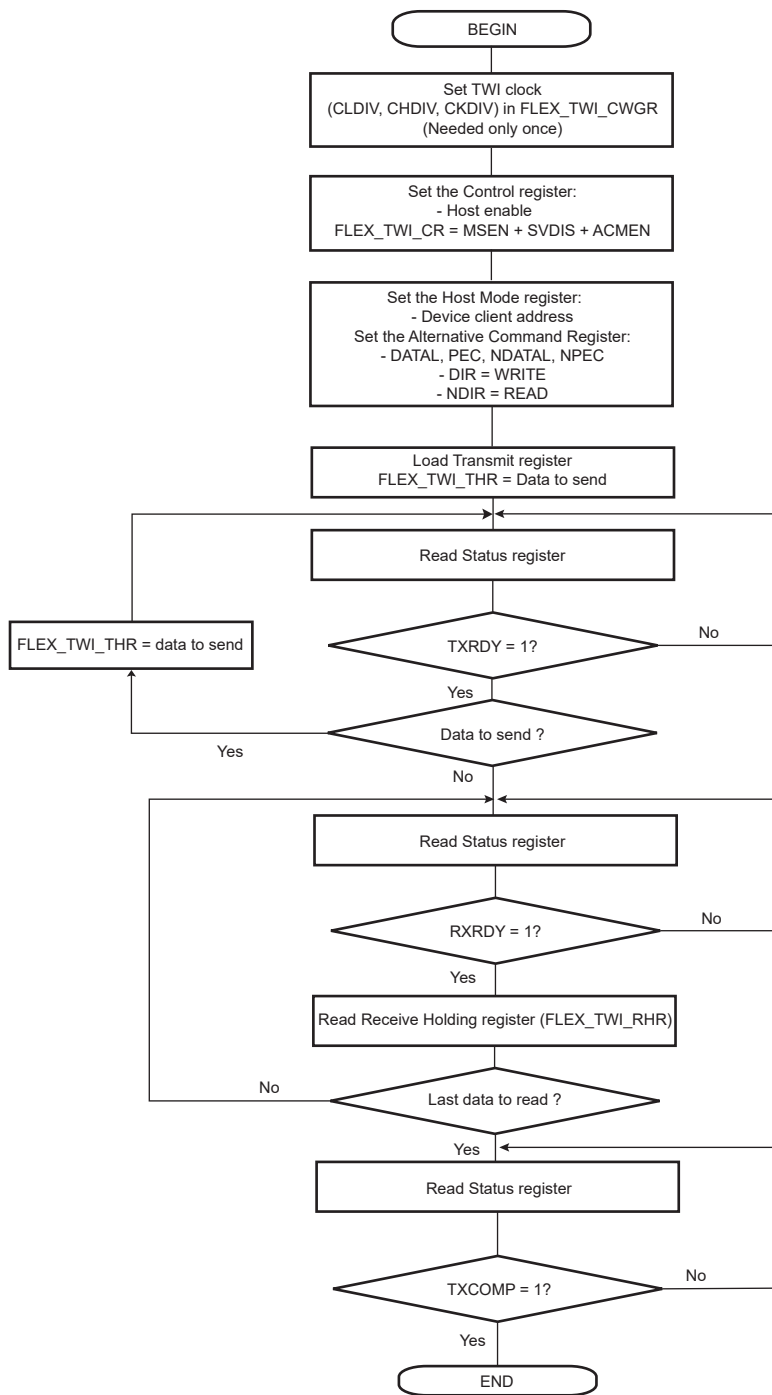 BEGIN
Set TWI clock
(CLDIV, CHDIV, CKDIV) in FLEX_TWI_CWGR
(Needed only once)
Set the Control register:
- Host enable
FLEX_TWI_CR = MSEN + SVDIS + ACMEN
Set the Host Mode register:
- Device client address
Set the Alternative Command Register:
- DATAL, PEC, NDATAL, NPEC
- DIR = WRITE
- NDIR = READ
Load Transmit register
FLEX_TWI_THR = Data to send
Read Status register
FLEX_TWI_THR = data to send
TXRDY = 1?
No
Yes
Data to send ?
Yes
No
Read Status register
RXRDY = 1?
No
Yes
Read Receive Holding register (FLEX_TWI_RHR)
No
Last data to read ?
Yes
Read Status register
TXCOMP = 1?
No
Yes
END